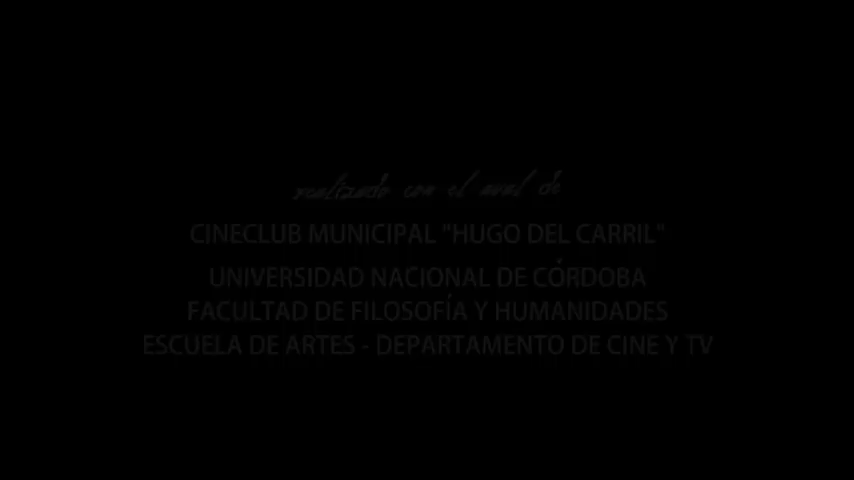 realizado con el aval de
CINECLUB MUNICIPAL "HUGO DEL CARRIL"
UNIVERSIDAD NACIONAL DE CÓRDOBA
FACULTAD DE FILOSOFÍA Y HUMANIDADES
ESCUELA DE ARTES - DEPARTAMENTO DE CINE Y TV